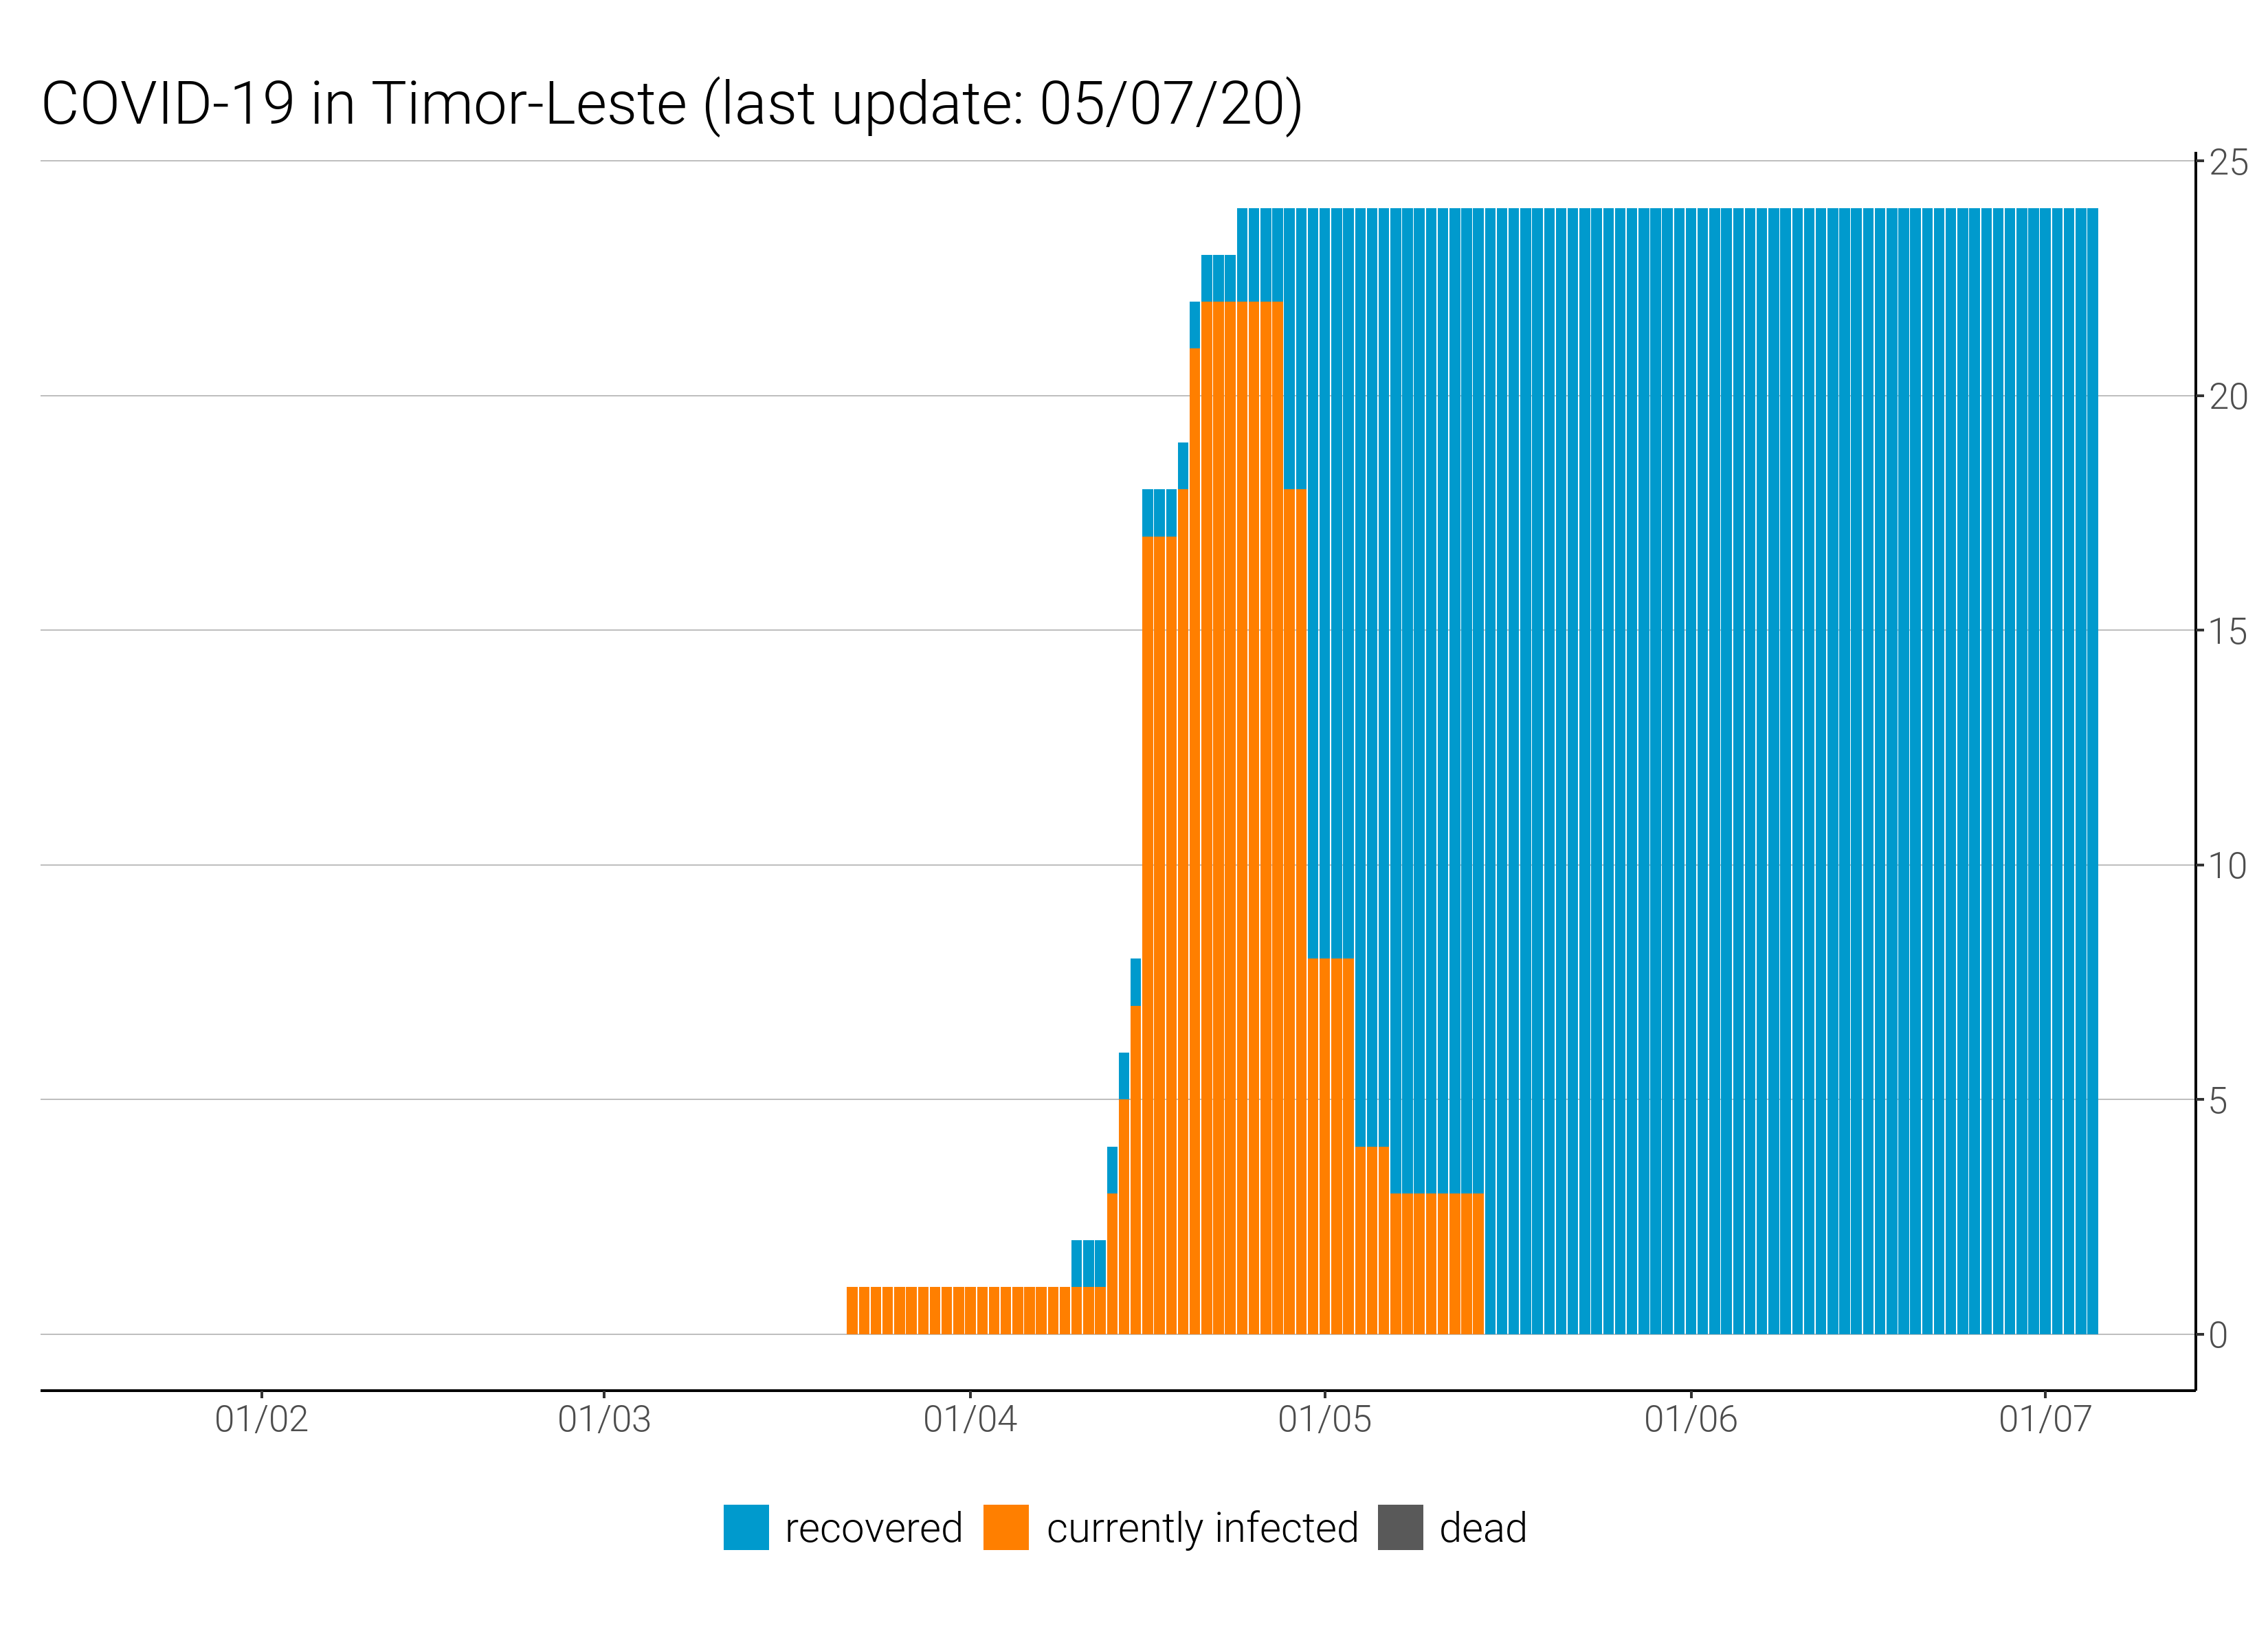 COVID-19 in Timor-Leste (last update: 05/07/20)
25
20
15
10
5
0
01/02 01/03 01/04 01/05 01/06 01/07
recovered currently infected dead